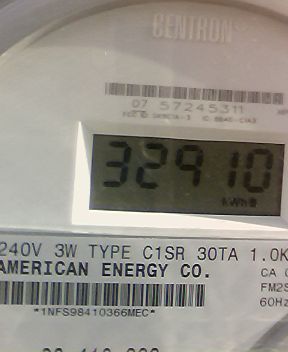 CENTRON
07 57245311
32910
kWh
240V 3W TYPE C1SR 30TA 1.0K
AMERICAN ENERGY CO.
CA
FM2S
60Hz
*1NFS98410366MEC*